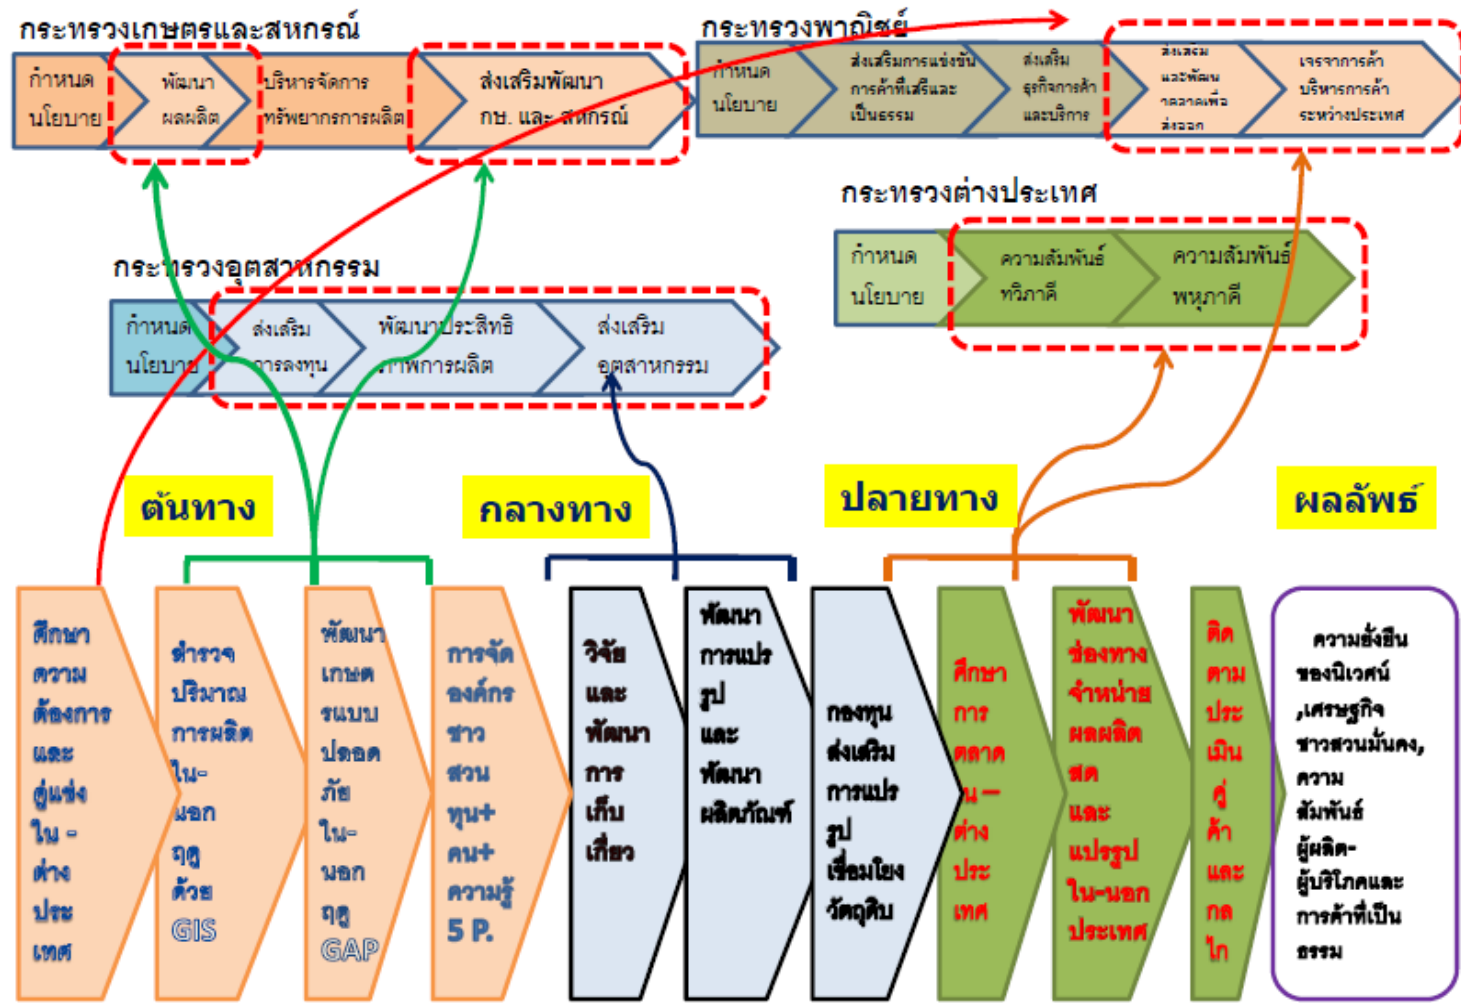 กระทรวงเกษตรและสหกรณ์
กำหนด
นโยบาย
พัฒนา
ผลผลิต
บริหารจัดการ
ทรัพยากรการผลิต
ส่งเสริมพัฒนา
กษ. และ สหกรณ์
กระทรวงพาณิชย์
กำหนด
นโยบาย
ส่งเสริมการแข่งขัน
การค้าที่เสรีและ
เป็นธรรม
ส่งเสริม
ธุรกิจการค้า
และบริการ
ส่งเสริม
และพัฒน
าตลาดเพื่อ
ส่งออก
เจรจาการค้า
บริหารการค้า
ระหว่างประเทศ
กระทรวงต่างประเทศ
กำหนด
นโยบาย
ความสัมพันธ์
ทวิภาคี
ความสัมพันธ์
พหุภาคี
กระทรวงอุตสาหกรรม
กำหนด
นโยบาย
ส่งเสริม
การลงทุน
พัฒนาประสิทธิ
ภาพการผลิต
ส่งเสริม
อุตสาหกรรม
ต้นทาง
กลางทาง
ปลายทาง
ผลลัพธ์
ศึกษา
ความ
ต้องการ
และ
คู่แข่ง
ใน -
ต่าง
ประ
เทศ
สำรวจ
ปริมาณ
การผลิต
ใน-
นอก
ฤดู
ด้วย
GIS
พัฒนา
เกษต
รแบบ
ปลอด
ภัย
ใน-
นอก
ฤดู
GAP
การจัด
องค์กร
ชาว
สวน
ทุน+
คน+
ความรู้
5 P.
วิจัย
และ
พัฒนา
การ
เก็บ
เกี่ยว
พัฒนา
การแปร
รูป
และ
พัฒนา
ผลิตภัณฑ์
กองทุน
ส่งเสริม
การแปร
รูป
เชื่อมโยง
วัตถุดิบ
ศึกษา
การ
ตลาด
น –
ต่าง
ประ
เทศ
พัฒนา
ช่องทาง
จำหน่าย
ผลผลิต
สด
และ
แปรรูป
ใน-นอก
ประเทศ
ติด
ตาม
ประ
เมิน
คู่
ค้า
และ
กล
ไก
ความยั่งยืน
ของนิเวศน์
,เศรษฐกิจ
ชาวสวนมั่นคง,
ความ
สัมพันธ์
ผู้ผลิต-
ผู้บริโภคและ
การค้าที่เป็น
ธรรม